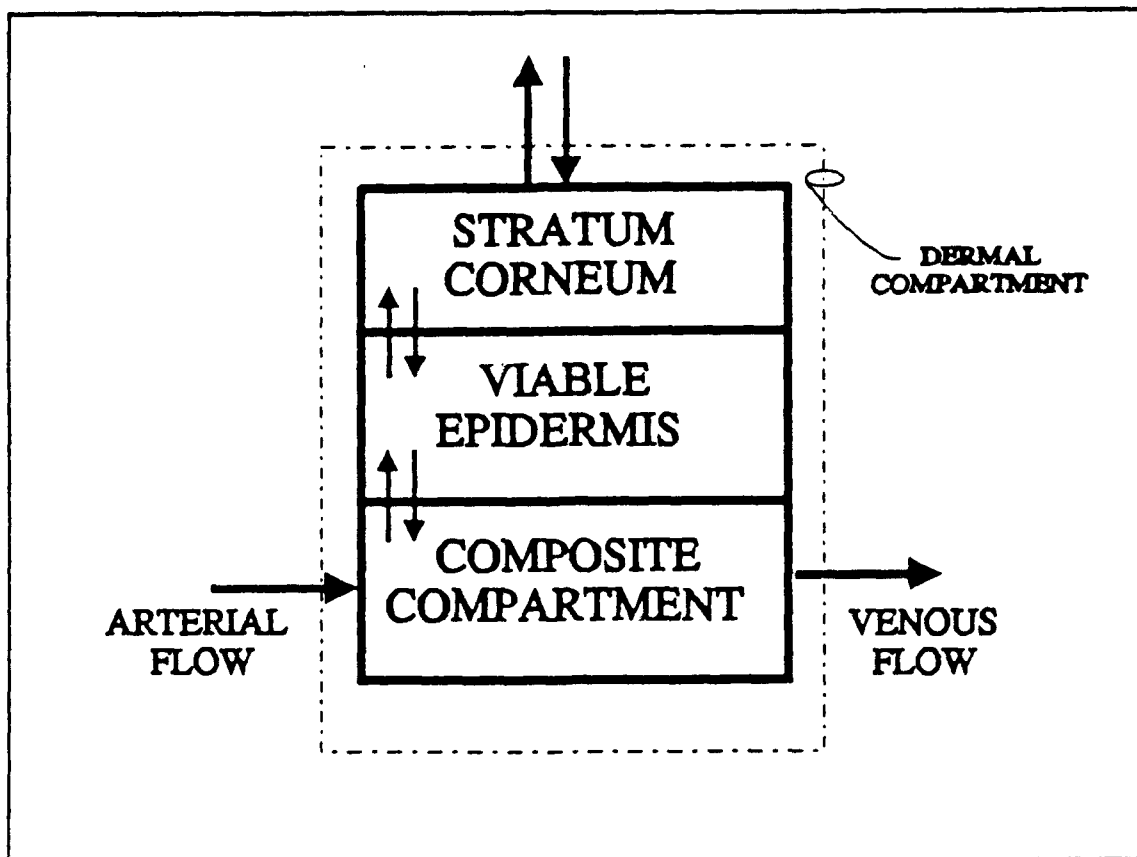 STRATUM
CORNEUM
DERMAL
COMPARTMENT
VIABLE
EPIDERMIS
COMPOSITE
COMPARTMENT
ARTERIAL
FLOW
VENOUS
FLOW